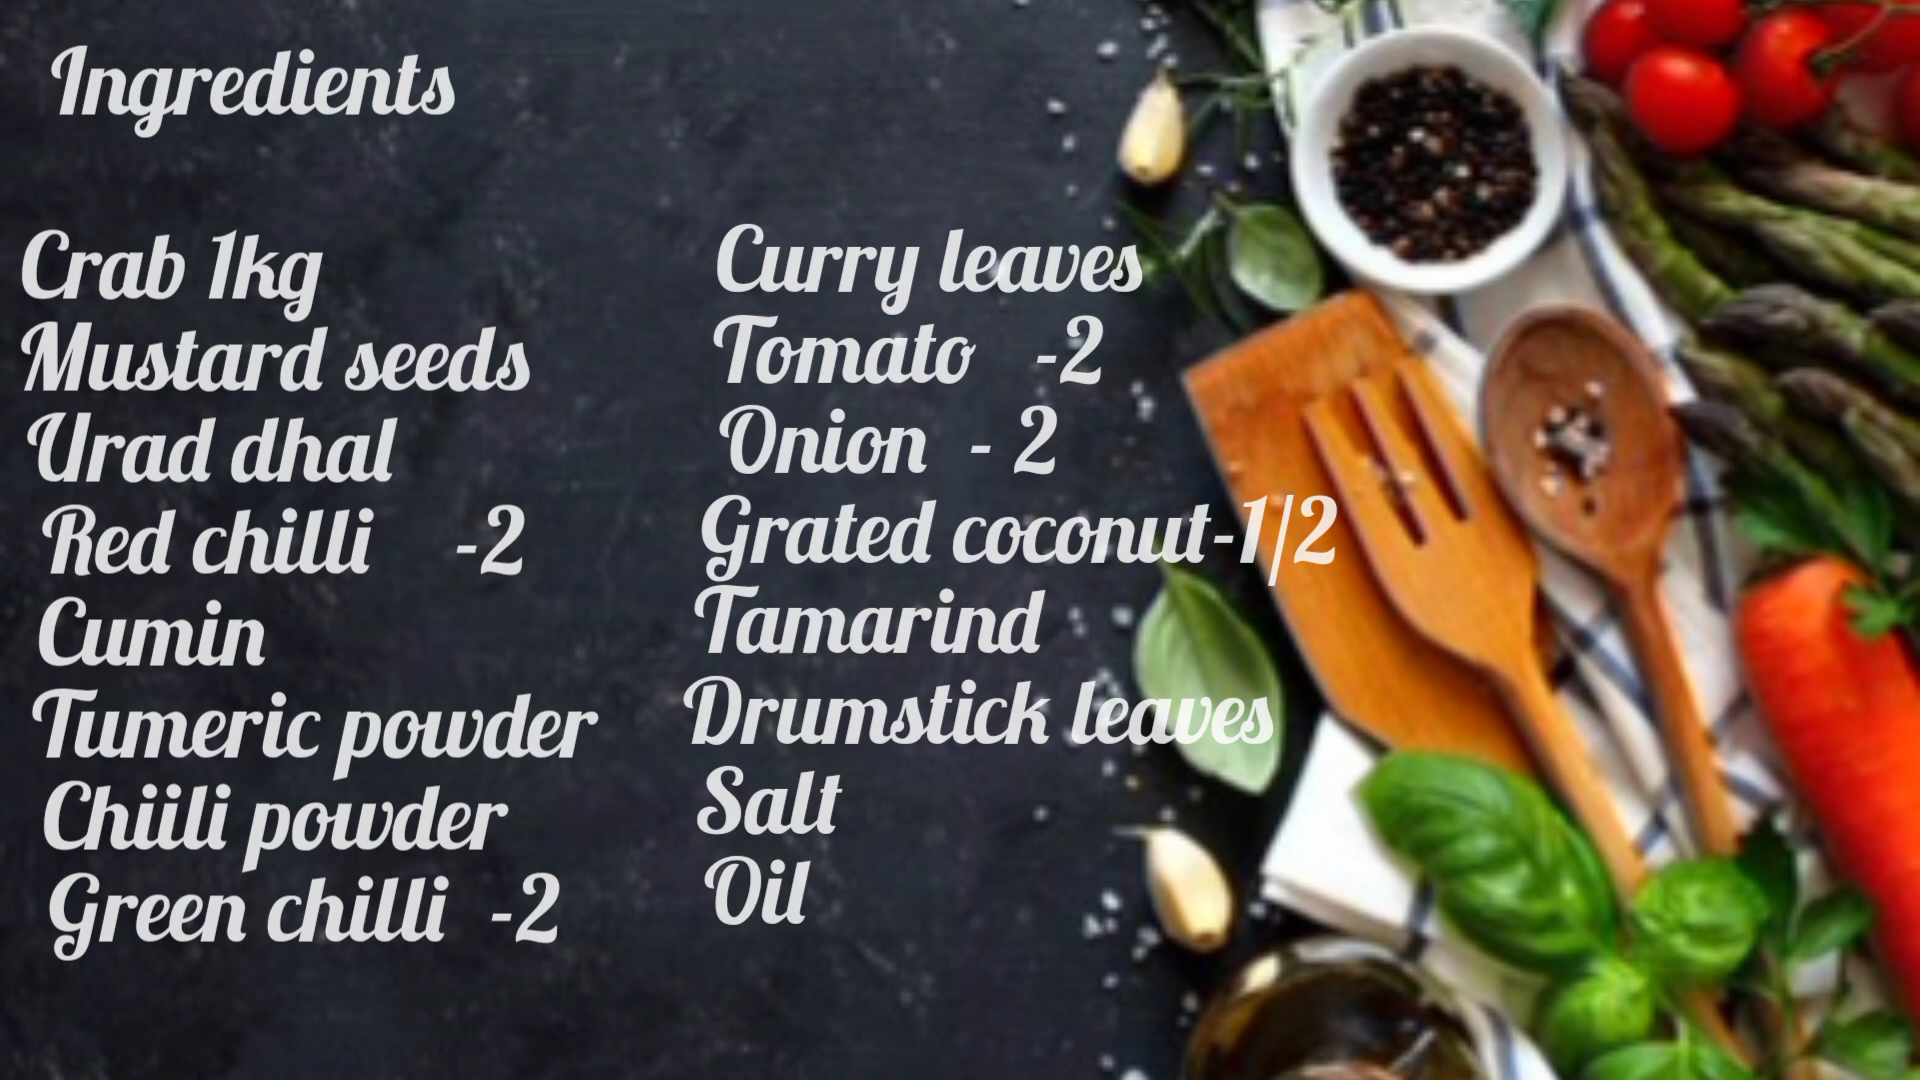 Ingredients
Crab 1kg
Mustard seeds
Urad dhal
Red chilli -2
Cumin
Tumeric powder
Chiili powder
Green chilli -2
Curry leaves
Tomato -2
Onion - 2
Grated coconut-1/2
Tamarind
Drumstick leaves
Salt
Oil